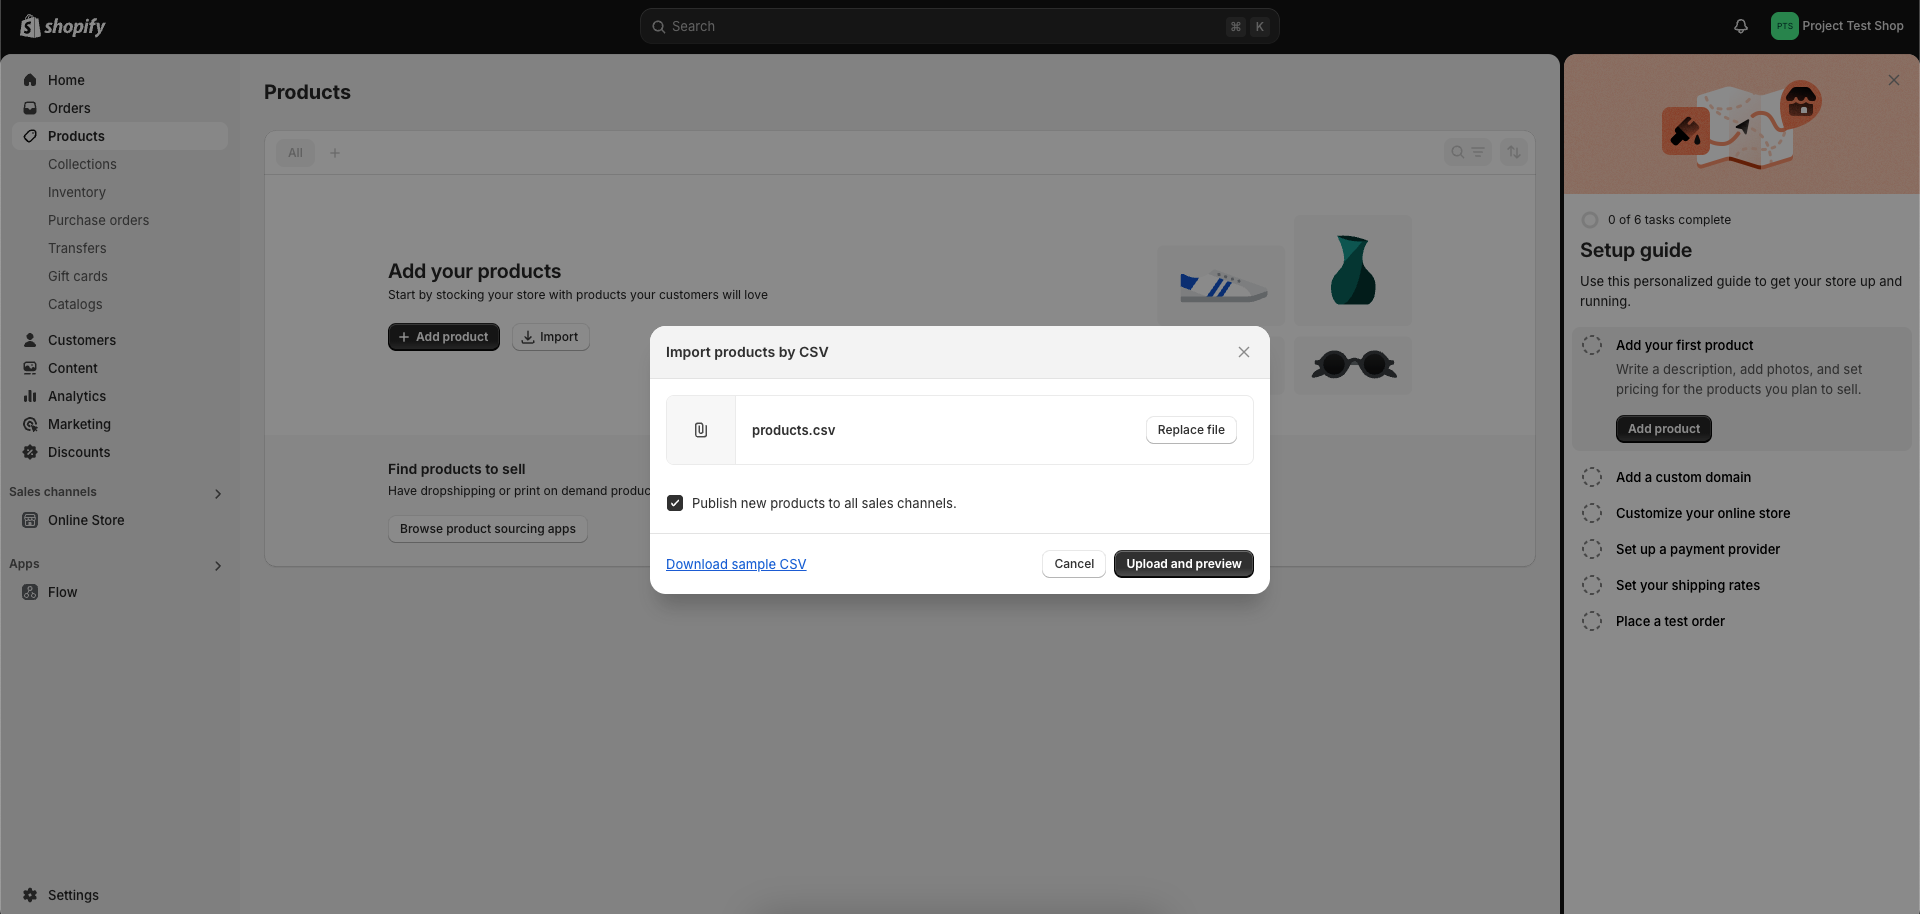 shopify
Search
⌘ K
PTS
Project Test Shop
Home
Orders
Products
Collections
Inventory
Purchase orders
Transfers
Gift cards
Catalogs
Customers
Content
Analytics
Marketing
Discounts
Sales channels
Online Store
Apps
Flow
Settings
Products
All
Add your products
Start by stocking your store with products your customers will love
Add product
Import
Find products to sell
Have dropshipping or print on demand produc
Browse product sourcing apps
Import products by CSV
products.csv
Replace file
Publish new products to all sales channels.
Download sample CSV
Cancel
Upload and preview
0 of 6 tasks complete
Setup guide
Use this personalized guide to get your store up and
running.
Add your first product
Write a description, add photos, and set
pricing for the products you plan to sell.
Add product
Add a custom domain
Customize your online store
Set up a payment provider
Set your shipping rates
Place a test order